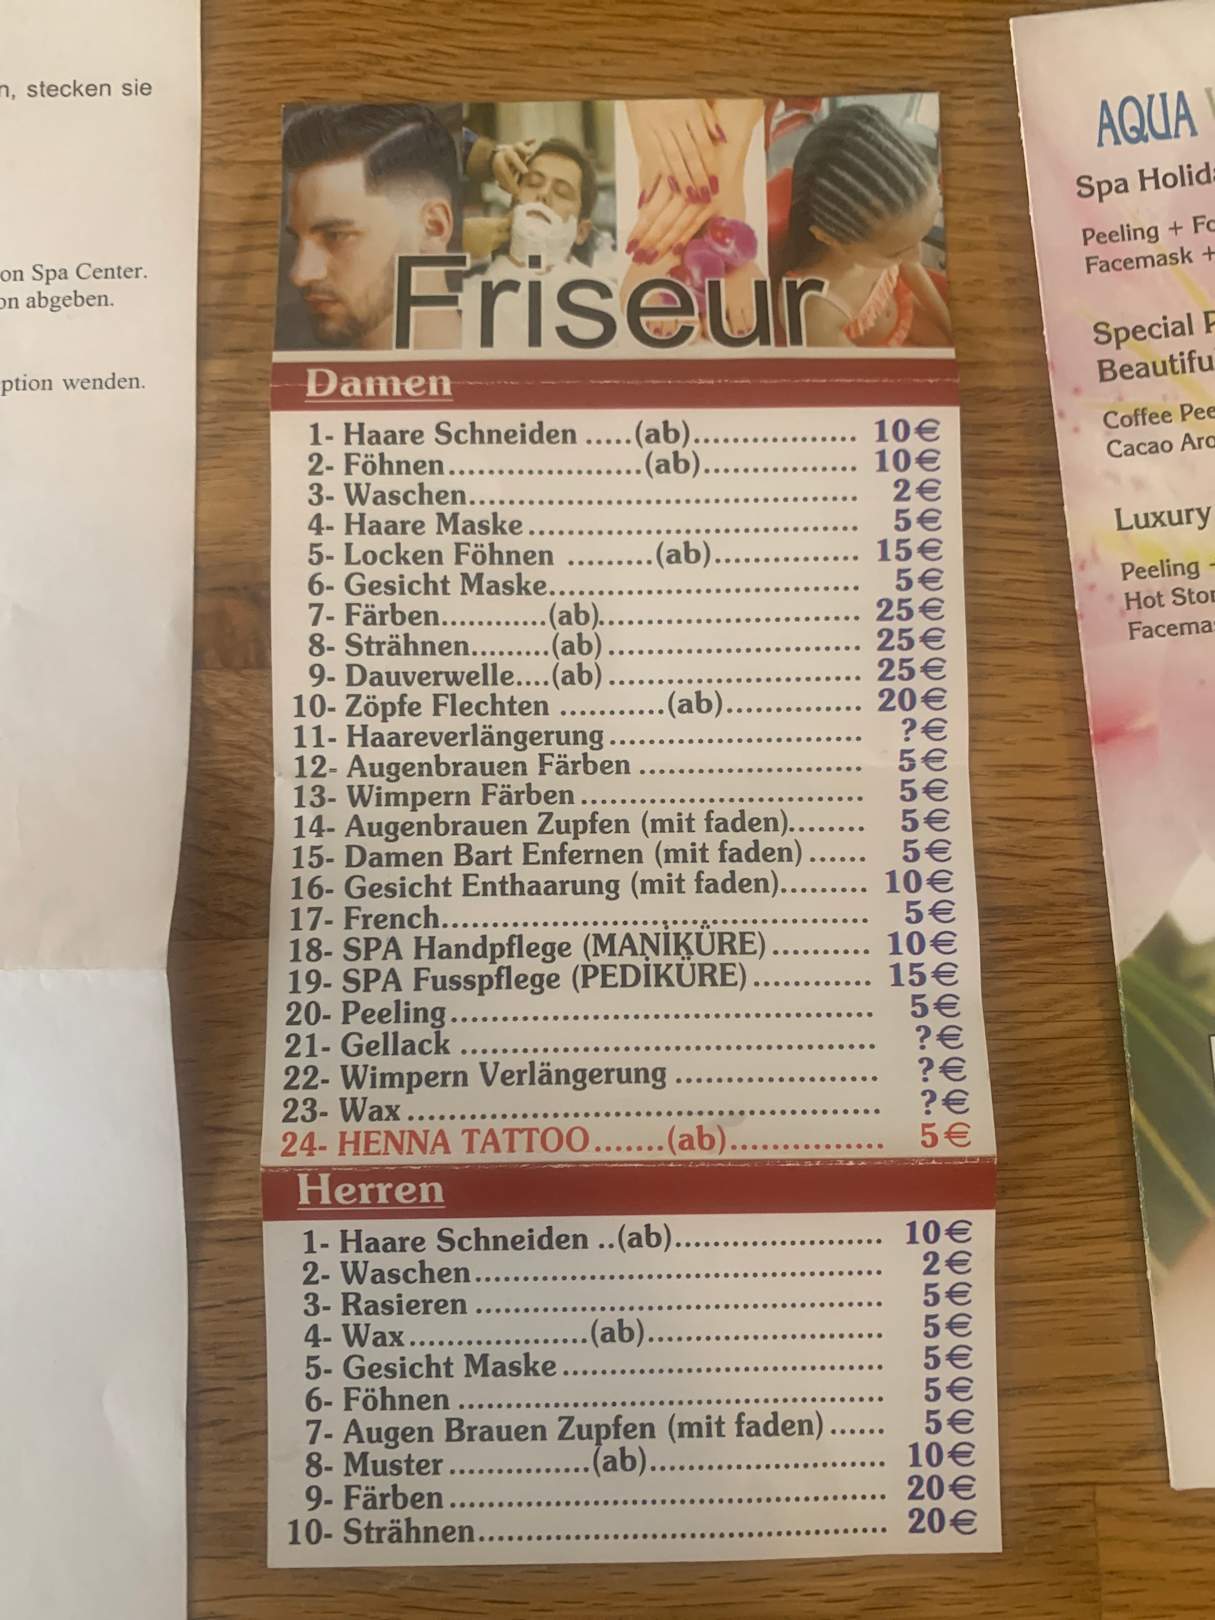 n, stecken sie
on Spa Center.
on abgeben.
ption wenden.
Friseur
Damen
1- Haare Schneiden .....(ab)................. 10€
2- Föhnen....................(ab)................ 10€
3- Waschen........................................ 2€
4- Haare Maske.................................. 5€
5- Locken Föhnen .........(ab)............... 15€
6- Gesicht Maske................................ 5€
7- Färben...........(ab)........................... 25€
8- Strähnen.........(ab).......................... 25€
9- Dauverwelle....(ab).......................... 25€
10- Zöpfe Flechten ...........(ab).............. 20€
11- Haareverlängerung.......................... ?€
12- Augenbrauen Färben ....................... 5€
13- Wimpern Färben............................. 5€
14- Augenbrauen Zupfen (mit faden)........ 5€
15- Damen Bart Enfernen (mit faden)...... 5€
16- Gesicht Enthaarung (mit faden)......... 10€
17- French............................................ 5€
18- SPA Handpflege (MANİKÜRE).......... 10€
19- SPA Fusspflege (PEDİKÜRE)............ 15€
20- Peeling........................................... 5€
21- Gellack .......................................... ?€
22- Wimpern Verlängerung .................... ?€
23- Wax................................................ ?€
24- HENNA TATTOO.......(ab)............... 5€
Herren
1- Haare Schneiden ..(ab)..................... 10€
2- Waschen......................................... 2€
3- Rasieren ......................................... 5€
4- Wax..................(ab)........................ 5€
5- Gesicht Maske................................. 5€
6- Föhnen ........................................... 5€
7- Augen Brauen Zupfen (mit faden)...... 5€
8- Muster...............(ab)........................ 10€
9- Färben............................................ 20€
10- Strähnen......................................... 20€
AQUA
Spa Holid
Peeling + Fo
Facemask +
Special P
Beautifu
Coffee Pee
Cacao Aro
Luxury
Peeling
Hot Sto
Facema